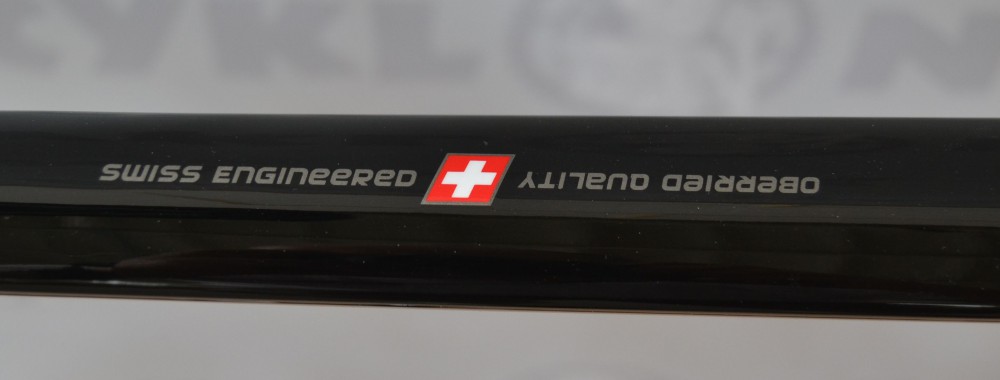 SWISS ENGINEERED
OBERRIED QUALITY